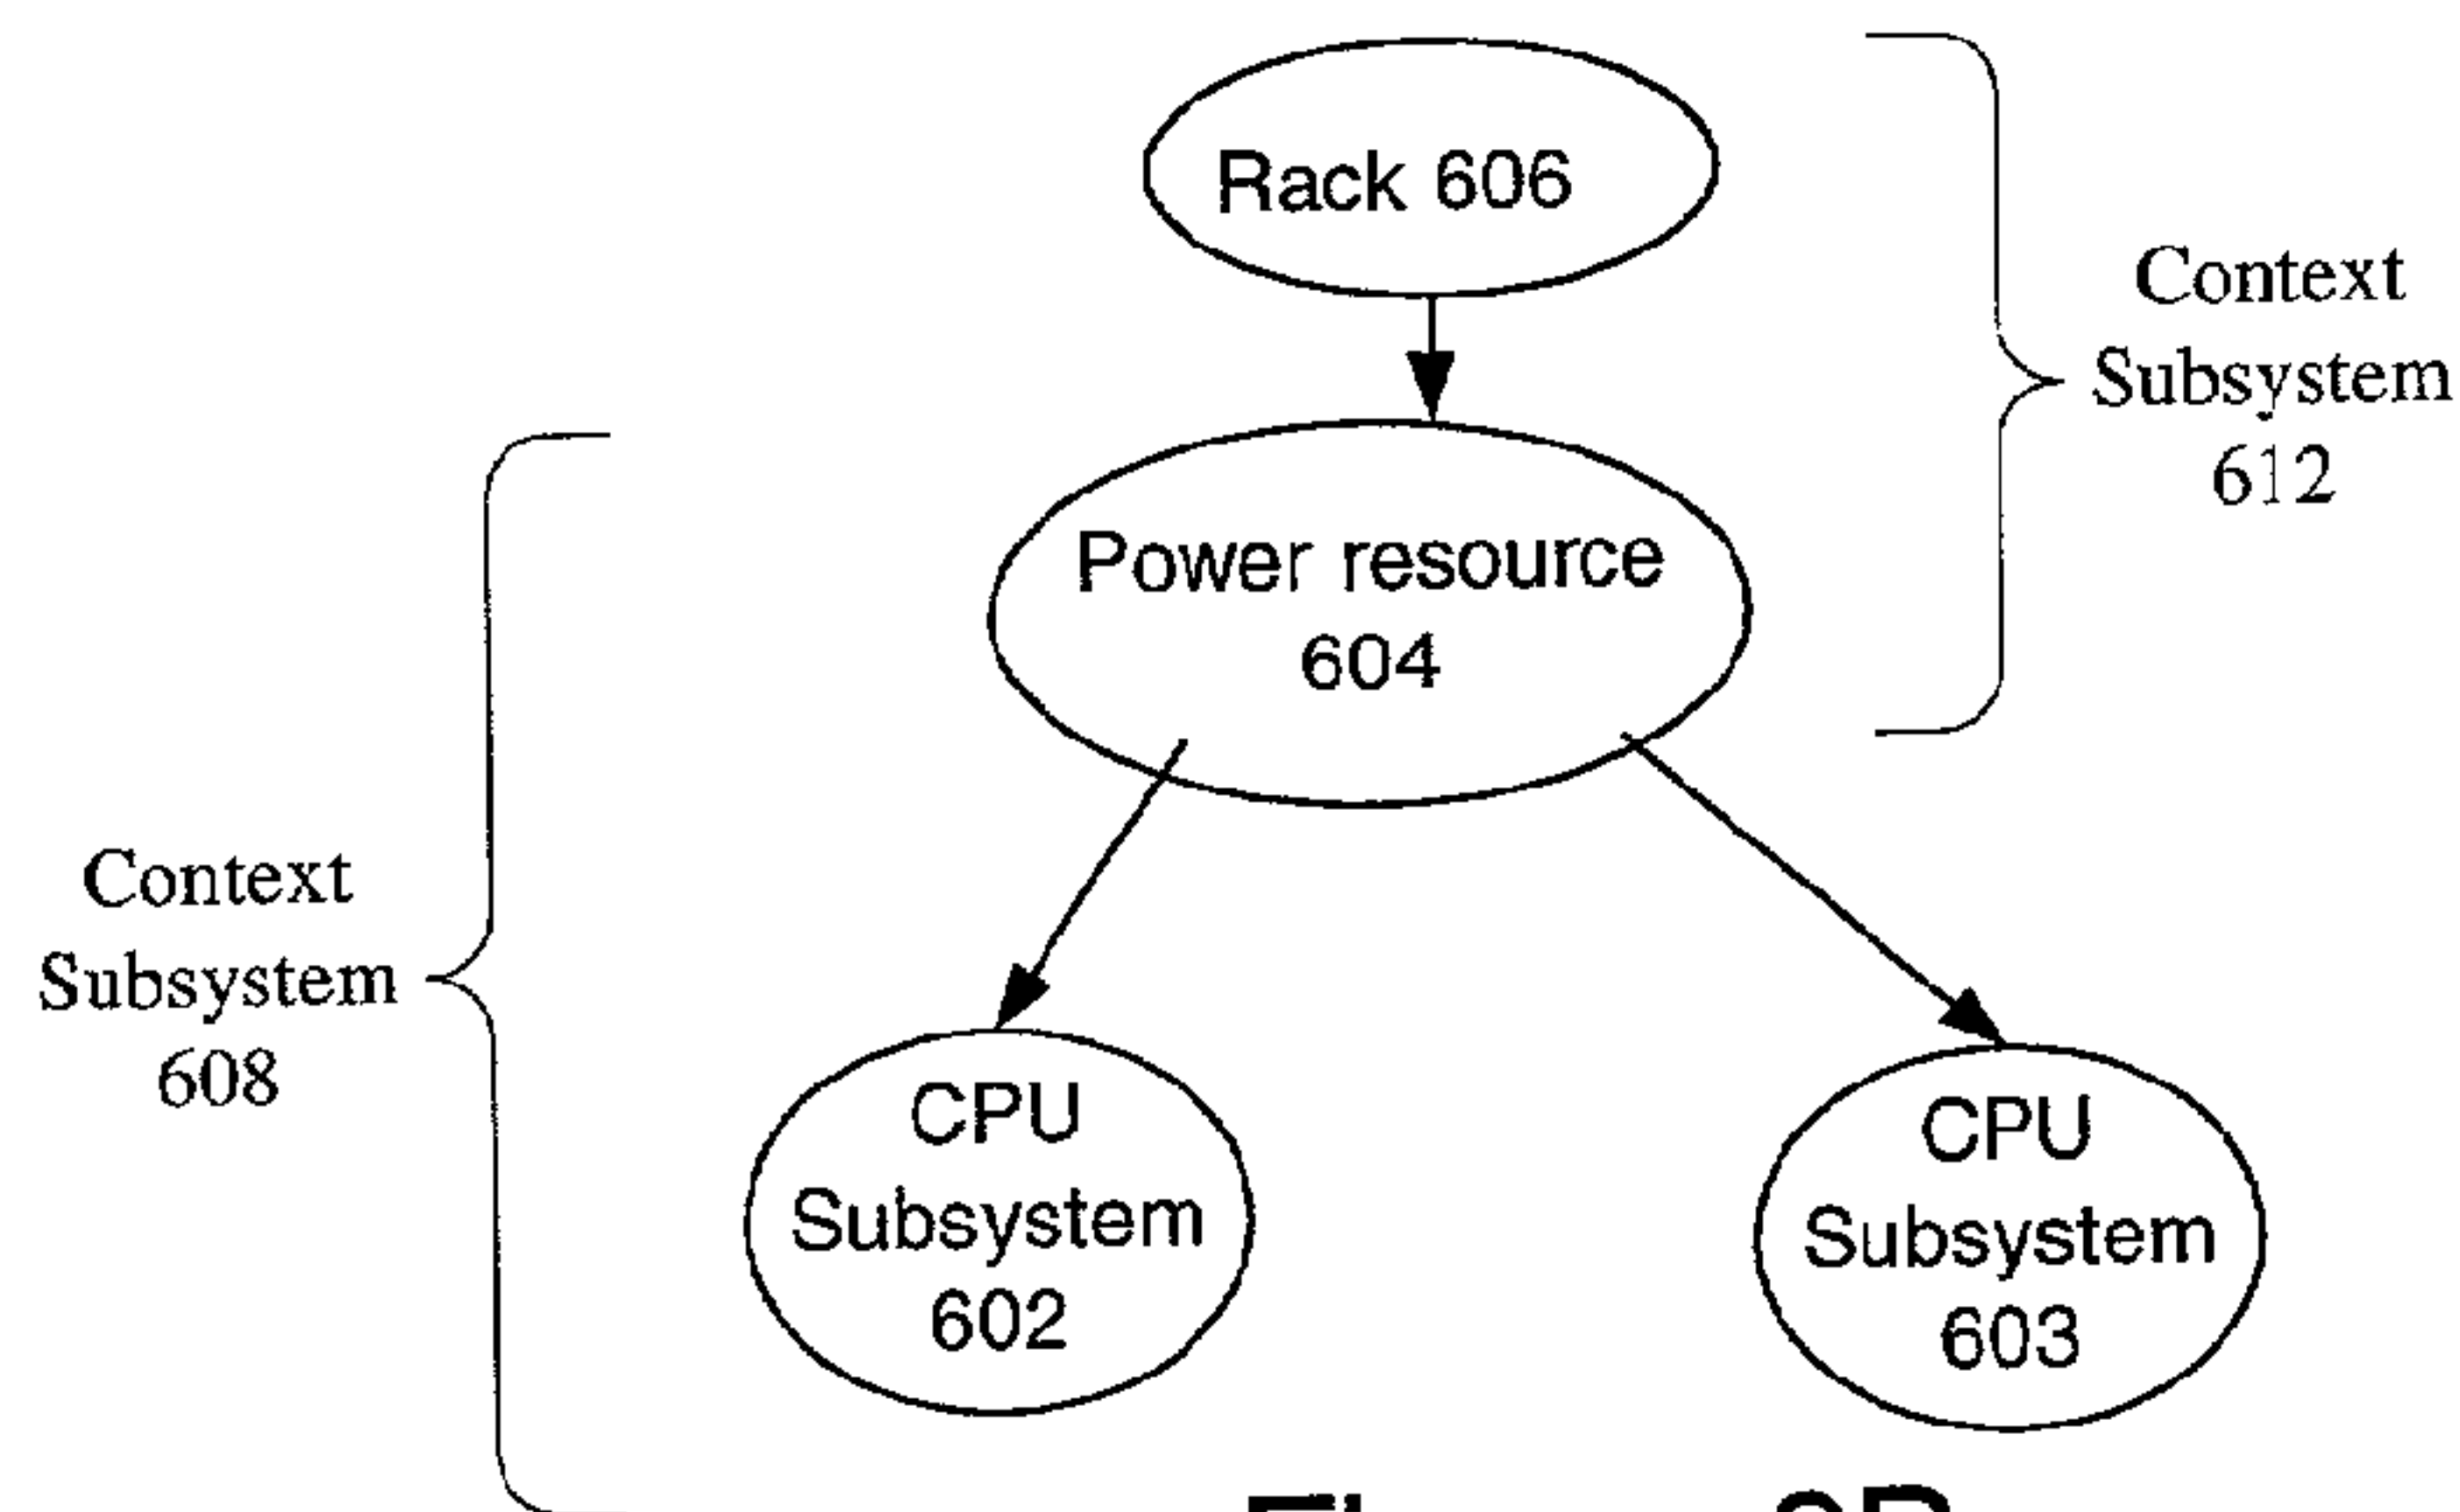 Rack 606
Context
Subsystem
612
Power resource
604
Context
Subsystem
608
CPU
Subsystem
602
CPU
Subsystem
603